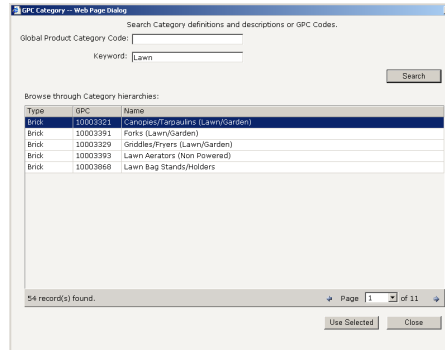 GPC Category -- Web Page Dialog
Search Category definitions and descriptions or GPC Codes.
Global Product Category Code:
Keyword: Lawn
Search
Browse through Category hierarchies:
Type GPC Name
Brick 10003321 Canopies/Tarpaulins (Lawn/Garden)
Brick 10003391 Forks (Lawn/Garden)
Brick 10003329 Griddles/Fryers (Lawn/Garden)
Brick 10003393 Lawn Aerators (Non Powered)
Brick 10003868 Lawn Bag Stands/Holders
54 record(s) found. Page 1 of 11
Use Selected Close